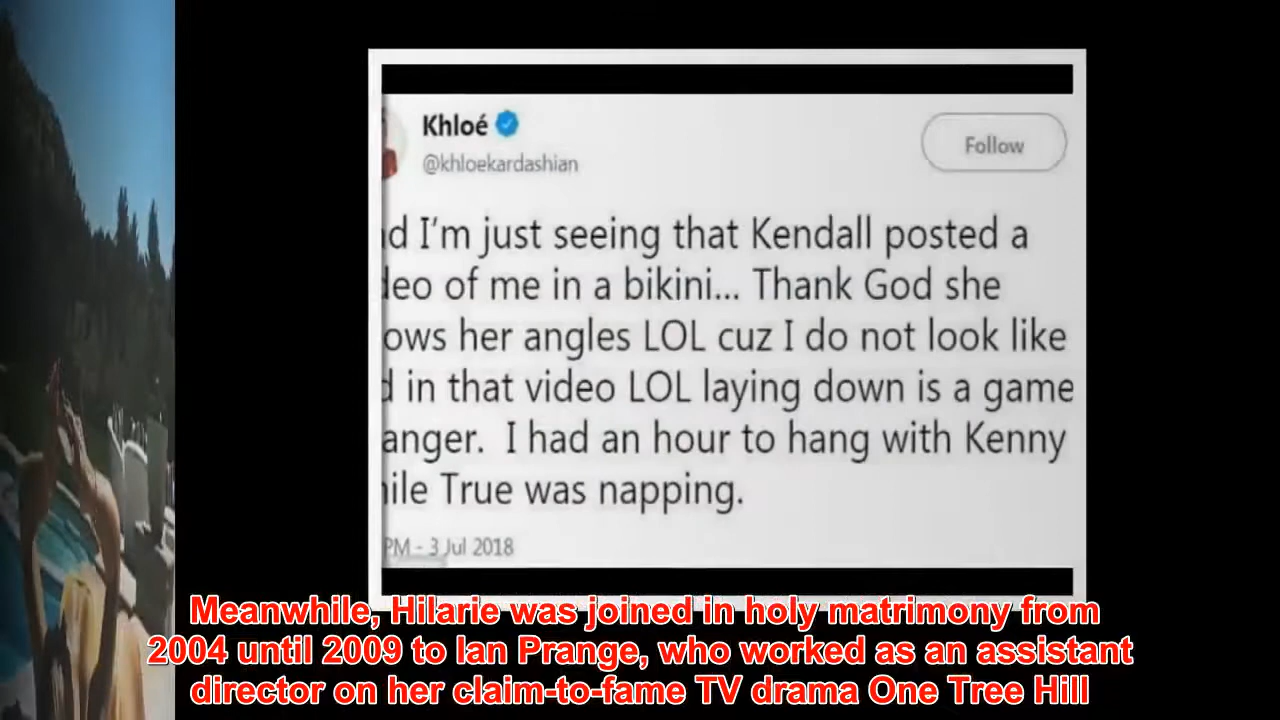 Khloé
@khloekardashian
Follow
d I'm just seeing that Kendall posted a
deo of me in a bikini... Thank God she
ows her angles LOL cuz I do not look like
d in that video LOL laying down is a game
anger. I had an hour to hang with Kenny
ile True was napping.
PM - 3 Jul 2018
Meanwhile, Hilarie was joined in holy matrimony from
2004 until 2009 to Ian Prange, who worked as an assistant
director on her claim-to-fame TV drama One Tree Hill